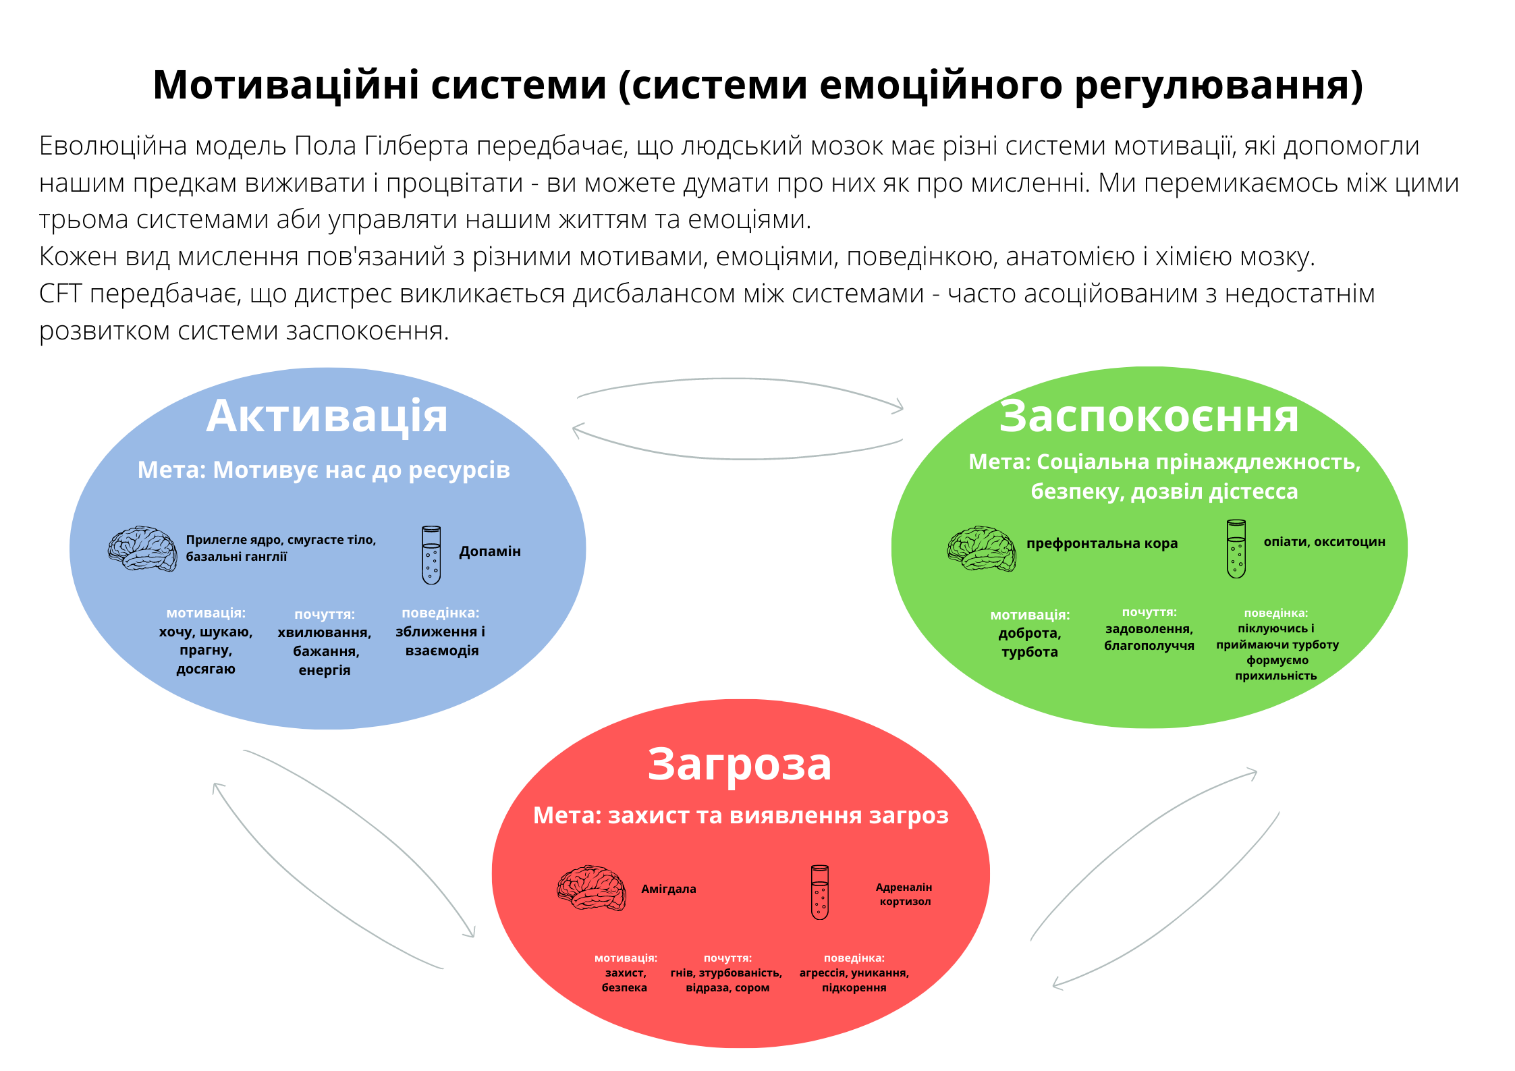 Мотиваційні системи (системи емоційного регулювання)
Еволюційна модель Пола Гілберта передбачає, що людський мозок має різні системи мотивації, які допомогли
нашим предкам виживати і процвітати - ви можете думати про них як про мисленні. Ми перемикаємось між цими
трьома системами аби управляти нашим життям та емоціями.
Кожен вид мислення пов'язаний з різними мотивами, емоціями, поведінкою, анатомією і хімією мозку.
CFT передбачає, що дистрес викликається дисбалансом між системами - часто асоційованим з недостатнім
розвитком системи заспокоєння.
Активація
Мета: Мотивує нас до ресурсів
Прилегле ядро, смугасте тіло,
базальні ганглії
Допамін
мотивація:
хочу, шукаю,
прагну,
досягаю
почуття:
хвилювання,
бажання,
енергія
поведінка:
зближення і
взаємодія
Заспокоєння
Мета: Соціальна прінаждлежность,
безпеку, дозвіл дістесса
префронтальна кора
опіати, окситоцин
мотивація:
доброта,
турбота
почуття:
задоволення,
благополуччя
поведінка:
піклуючись і
приймаючи турботу
формуємо
прихильність
Загроза
Мета: захист та виявлення загроз
Амігдала
Адреналін
кортизол
мотивація:
захист,
безпека
почуття:
гнів, зтурбованість,
відраза, сором
поведінка:
агрессія, уникання,
підкорення